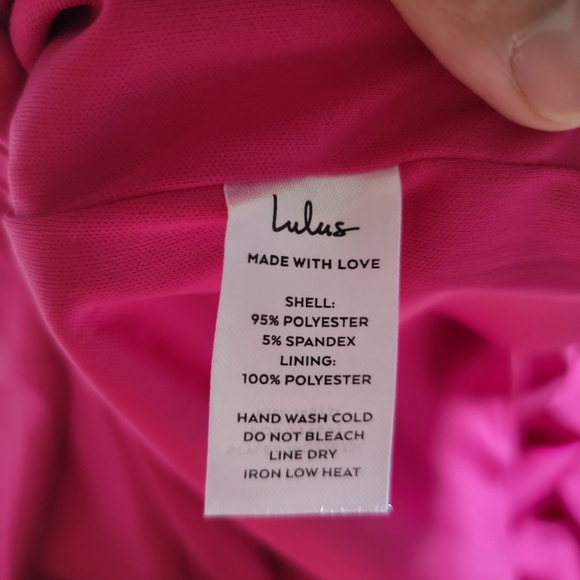 Lulus
MADE WITH LOVE
SHELL:
95% POLYESTER
5% SPANDEX
LINING:
100% POLYESTER
HAND WASH COLD
DO NOT BLEACH
LINE DRY
IRON LOW HEAT